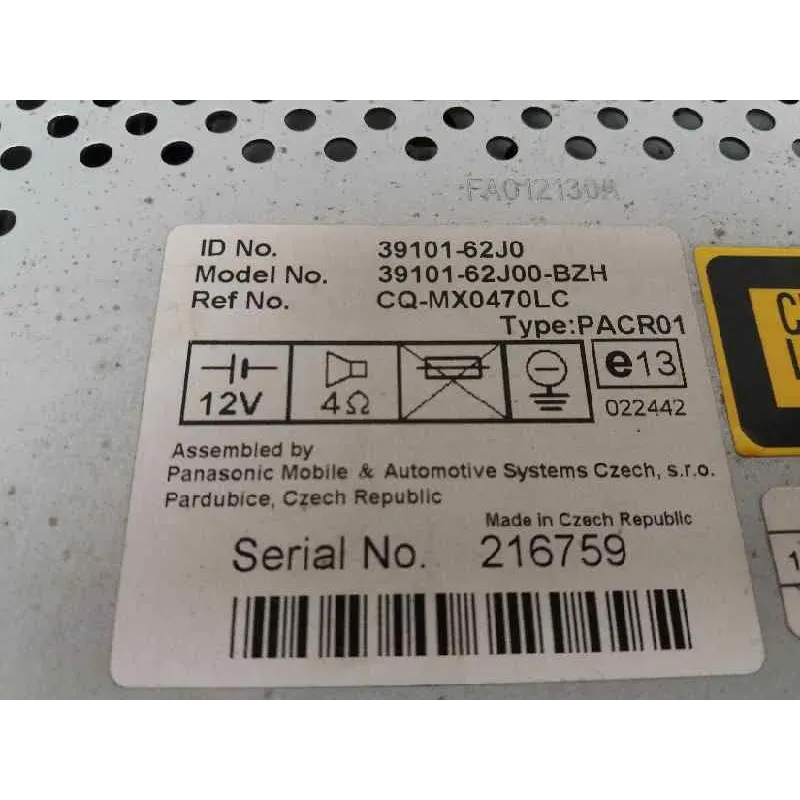 FA012130A
ID No. 39101-62J0
Model No. 39101-62J00-BZH
Ref No. CQ-MX0470LC
Type:PACR01
12V 4Ω e13
022442
Assembled by
Panasonic Mobile & Automotive Systems Czech, s.r.o.
Pardubice, Czech Republic
Made in Czech Republic
Serial No. 216759